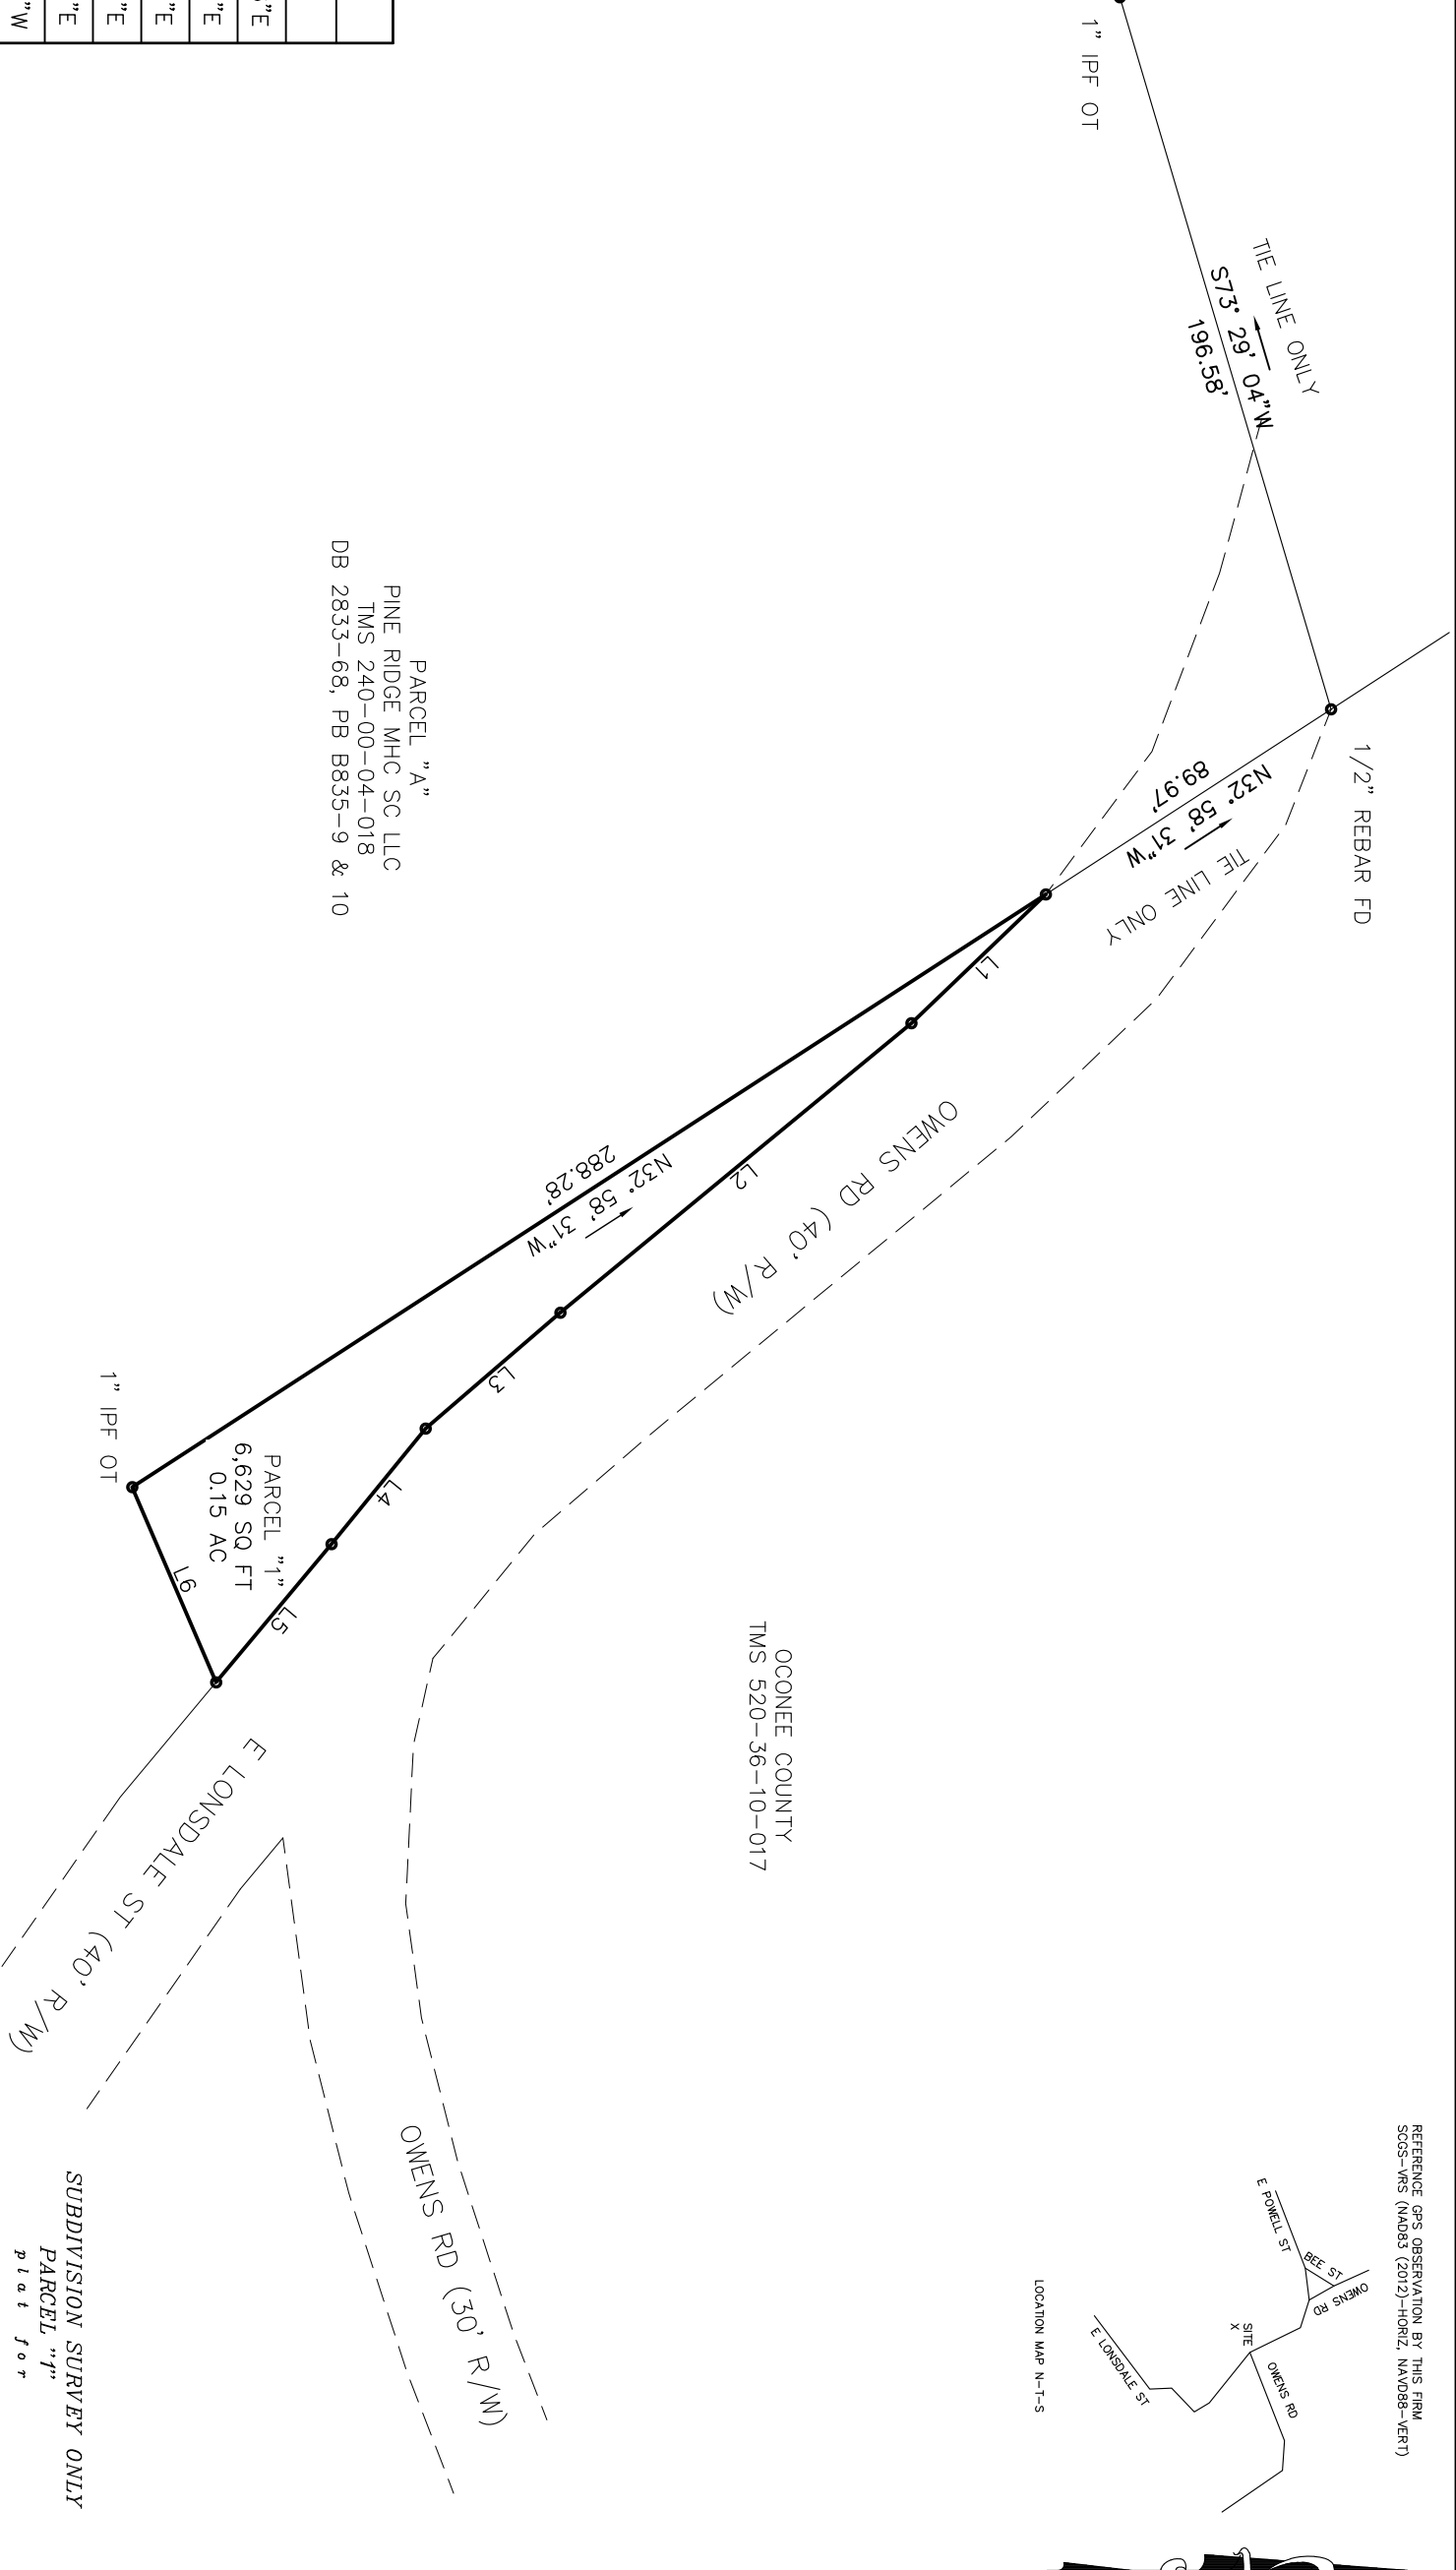 REFERENCE GPS OBSERVATION BY THIS FIRM
SCGS-VRS (NAD83 (2012)-HORIZ, NAVD88-VERT)
E POWELL ST
BEE ST
OWENS RD
SITE
X
OWENS RD
E LONSDALE ST
LOCATION MAP N-T-S
1/2" REBAR FD
TIE LINE ONLY
S73° 29' 04"W
196.58'
1" IPF OT
N32° 58' 31"W
89.97'
TIE LINE ONLY
L1
L2
OWENS RD (40' R/W)
N32° 58' 31"W
288.28'
L3
L4
L5
L6
OCONEE COUNTY
TMS 520-36-10-017
PARCEL "A"
PINE RIDGE MHC SC LLC
TMS 240-00-04-018
DB 2833-68, PB B835-9 & 10
PARCEL "1"
6,629 SQ FT
0.15 AC
1" IPF OT
E LONSDALE ST (40' R/W)
OWENS RD (30' R/W)
"E
"E
"E
"E
"E
"W
SUBDIVISION SURVEY ONLY
PARCEL "1"
plat for